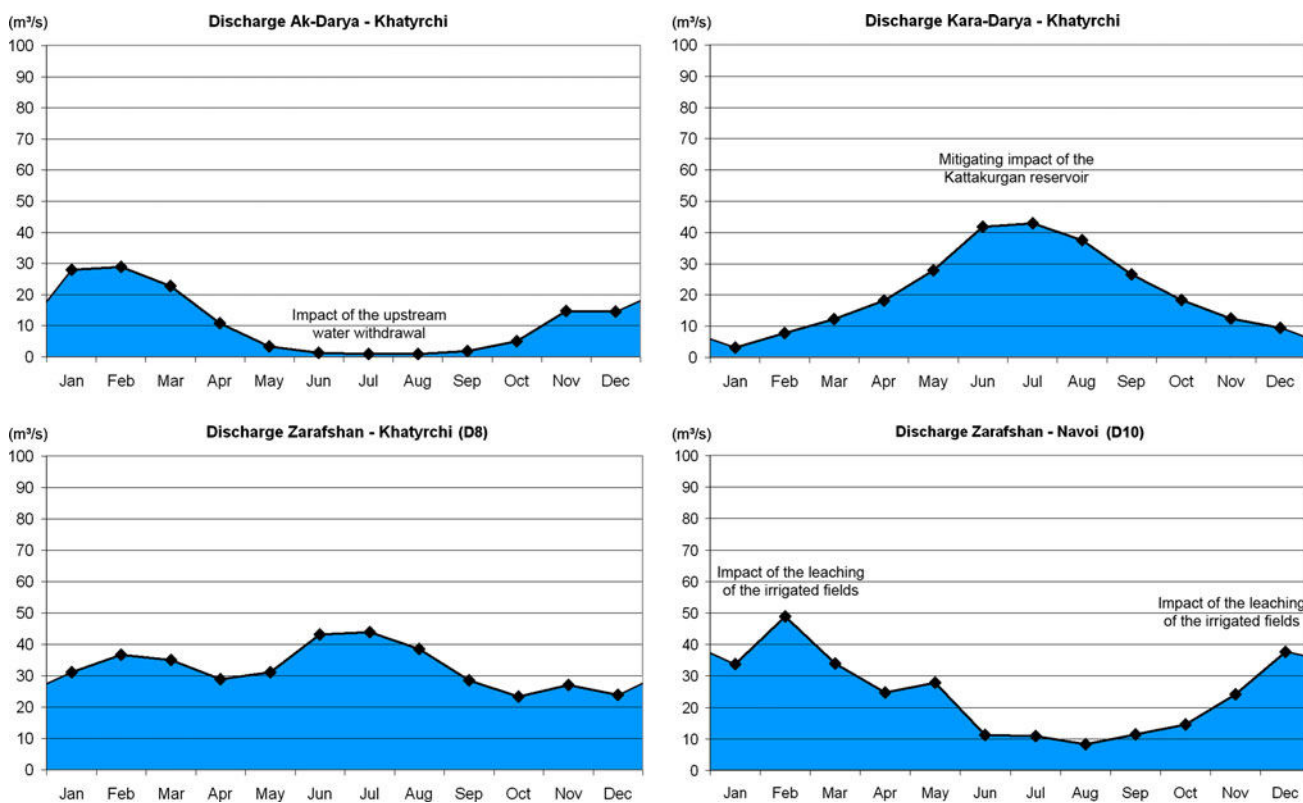 (m³/s)
Discharge Ak-Darya - Khatyrchi
100
90
80
70
60
50
40
30
20
10
0
Impact of the upstream
water withdrawal
Jan Feb Mar Apr May Jun Jul Aug Sep Oct Nov Dec
(m³/s)
Discharge Kara-Darya - Khatyrchi
100
90
80
70
60
50
40
30
20
10
0
Mitigating impact of the
Kattakurgan reservoir
Jan Feb Mar Apr May Jun Jul Aug Sep Oct Nov Dec
(m³/s)
Discharge Zarafshan - Khatyrchi (D8)
100
90
80
70
60
50
40
30
20
10
0
Jan Feb Mar Apr May Jun Jul Aug Sep Oct Nov Dec
(m³/s)
Discharge Zarafshan - Navoi (D10)
100
90
80
70
60
50
40
30
20
10
0
Impact of the leaching
of the irrigated fields
Impact of the leaching
of the irrigated fields
Jan Feb Mar Apr May Jun Jul Aug Sep Oct Nov Dec